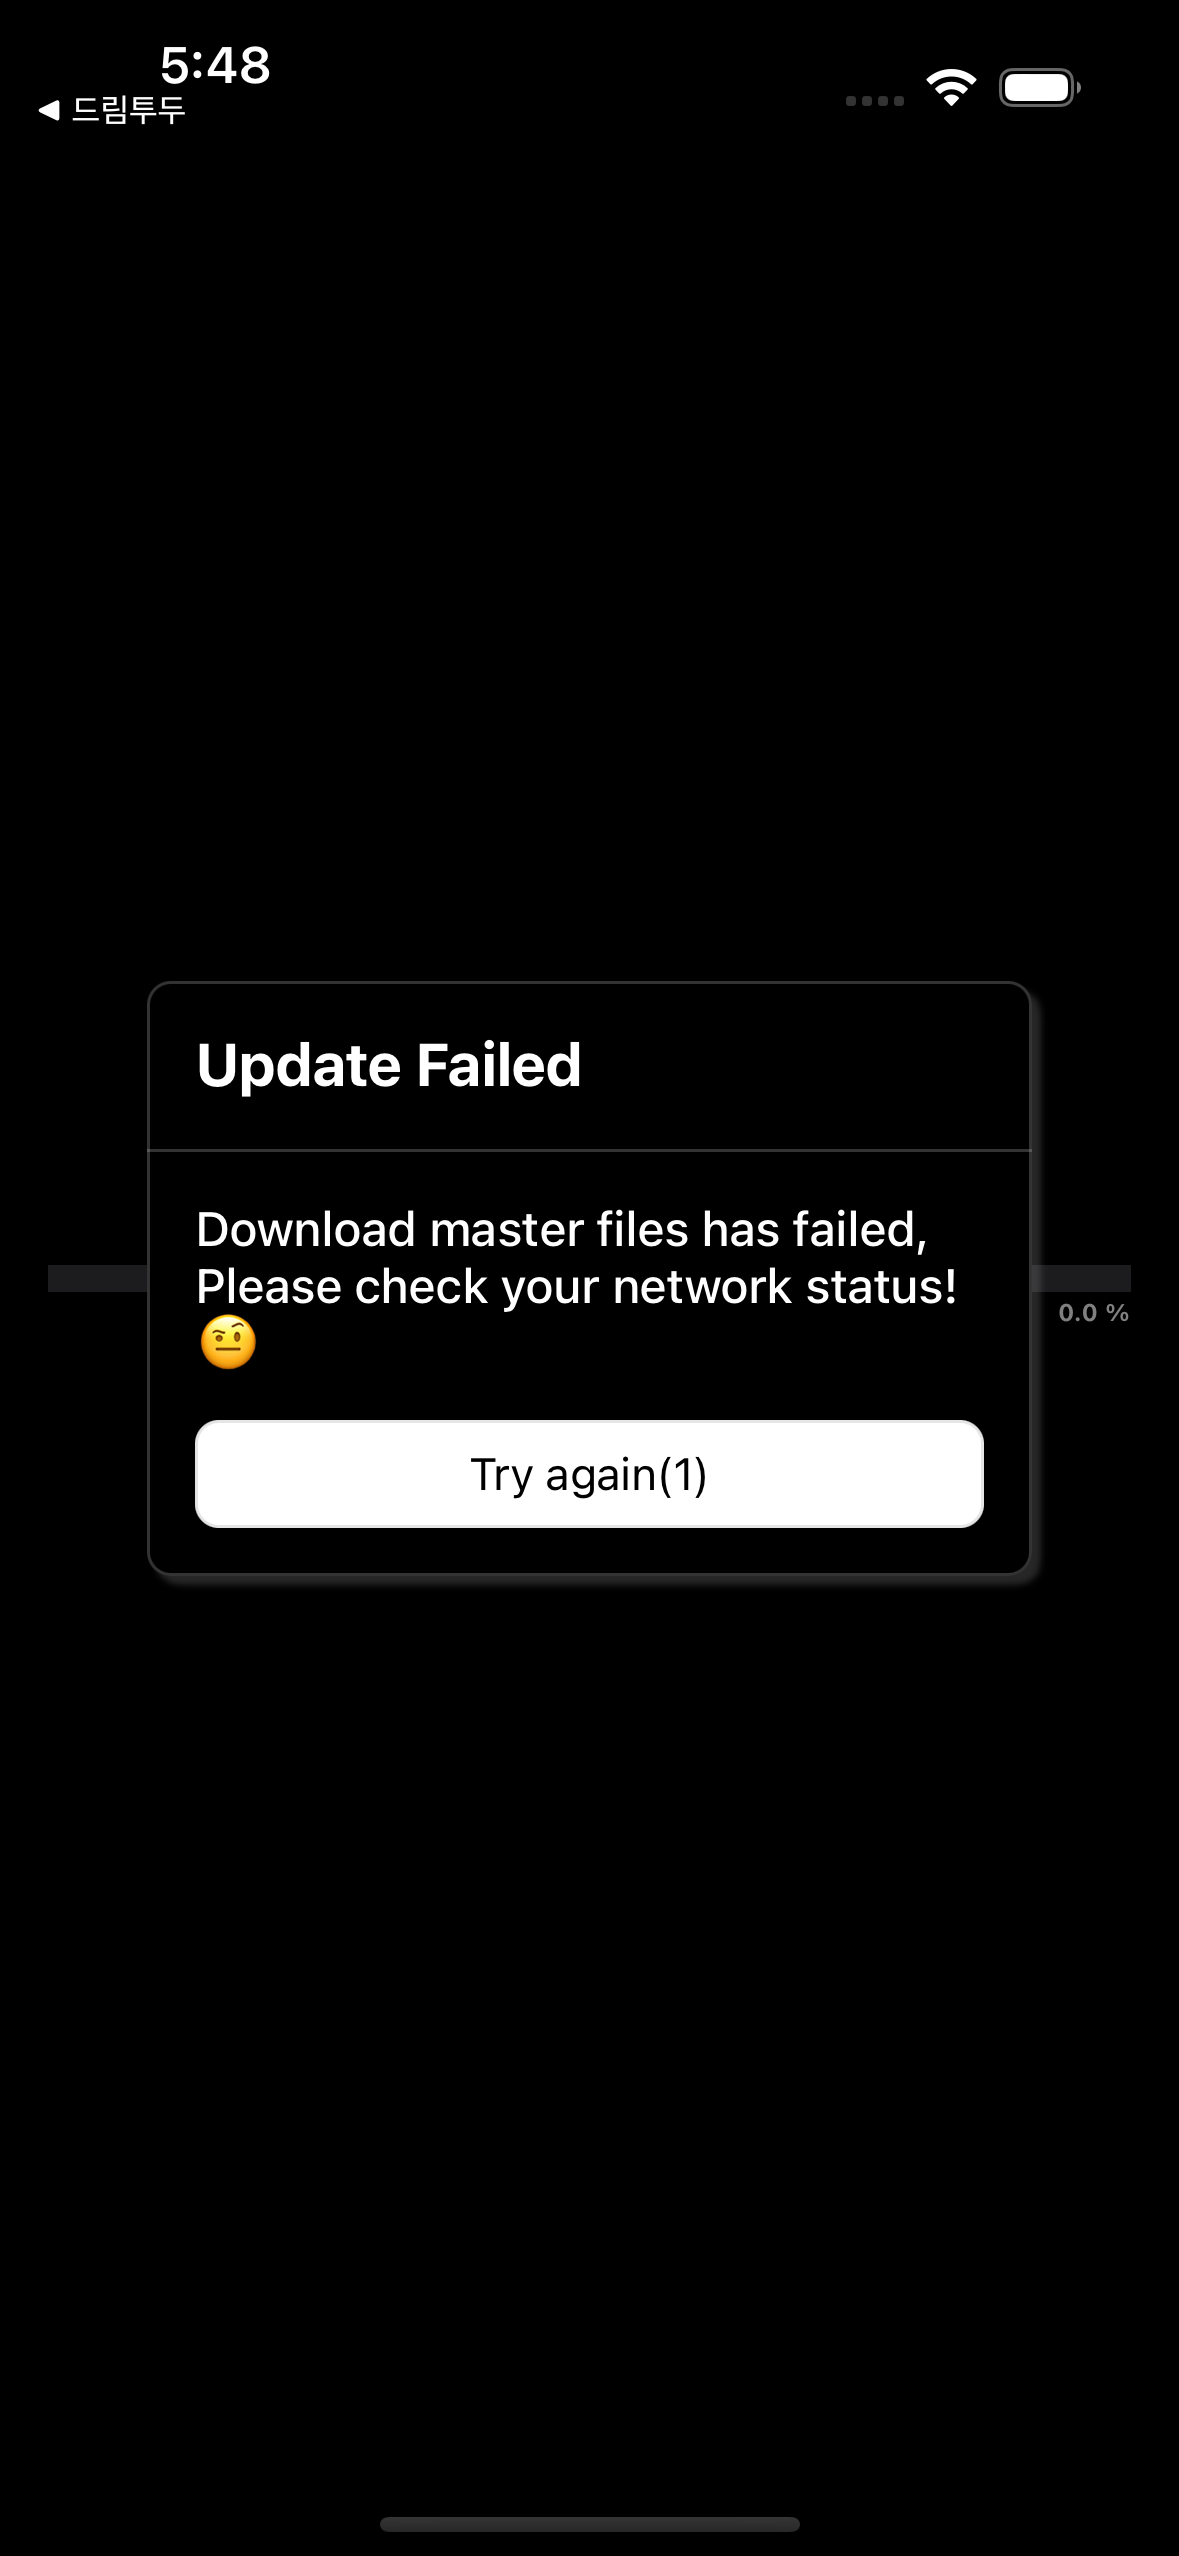 5:48
◀ 드림투두
Update Failed
Download master files has failed,
Please check your network status!
🤨
0.0 %
Try again(1)